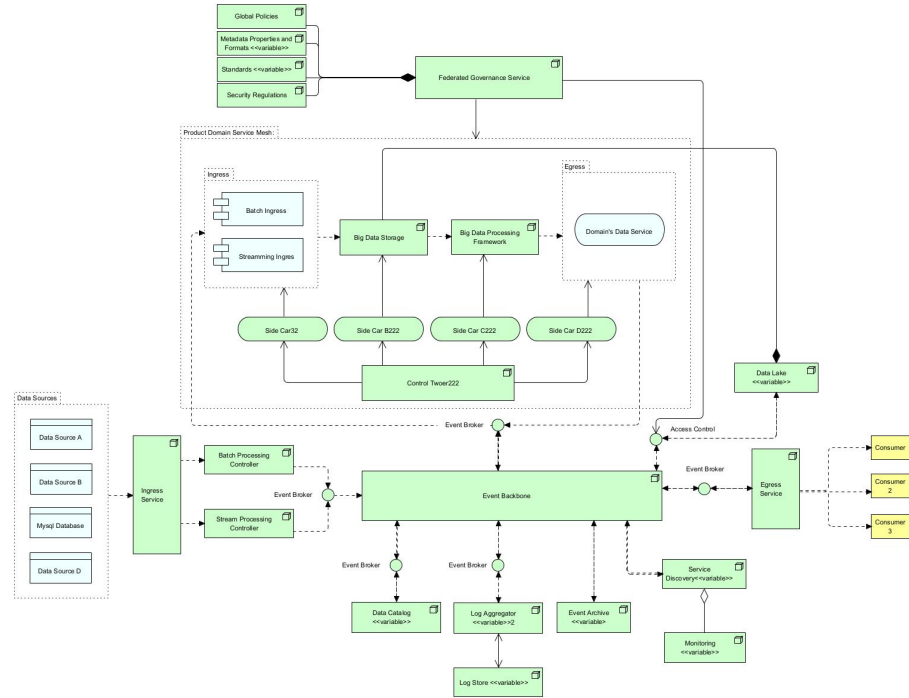 Global Policies
Metadata Properties and
Formats <<variable>>
Standards <<variable>>
Security Regulations
Federated Governance Service
Product Domain Service Mesh:
Ingress
Batch Ingress
Streamming Ingres
Big Data Storage
Big Data Processing
Framework
Egress
Domain's Data Service
Side Car32
Side Car B222
Side Car C222
Side Car D222
Control Twoer222
Data Lake
<<variable>>
Data Sources
Data Source A
Data Source B
Mysql Database
Data Source D
Ingress
Service
Batch Processing
Controller
Stream Processing
Controller
Event Broker
Event Broker
Access Control
Event Backbone
Event Broker
Egress
Service
Consumer
Consumer
2
Consumer
3
Event Broker
Event Broker
Data Catalog
<<variable>>
Log Aggregator
<<variable>>2
Event Archive
<<variable>
Service
Discovery<<variable>>
Monitoring
<<variable>>
Log Store <<variable>>